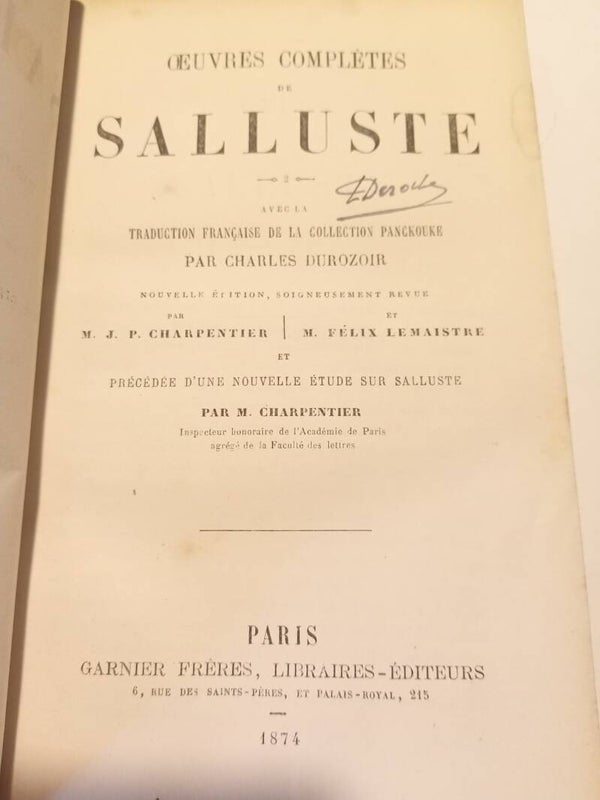 ŒUVRES COMPLÈTES
DE
SALLUSTE
AVEC LA
TRADUCTION FRANÇAISE DE LA COLLECTION PANCKOUKE
PAR CHARLES DUROZOIR
NOUVELLE ÉDITION, SOIGNEUSEMENT REVUE
PAR
M. J. P. CHARPENTIER
ET
M. FÉLIX LEMAISTRE
ET
PRÉCÉDÉE D'UNE NOUVELLE ÉTUDE SUR SALLUSTE
PAR M. CHARPENTIER
Inspecteur honoraire de l'Académie de Paris
agrégé de la Faculté des lettres
PARIS
GARNIER FRÈRES, LIBRAIRES-ÉDITEURS
6, RUE DES SAINTS-PÈRES, ET PALAIS-ROYAL, 215
1874